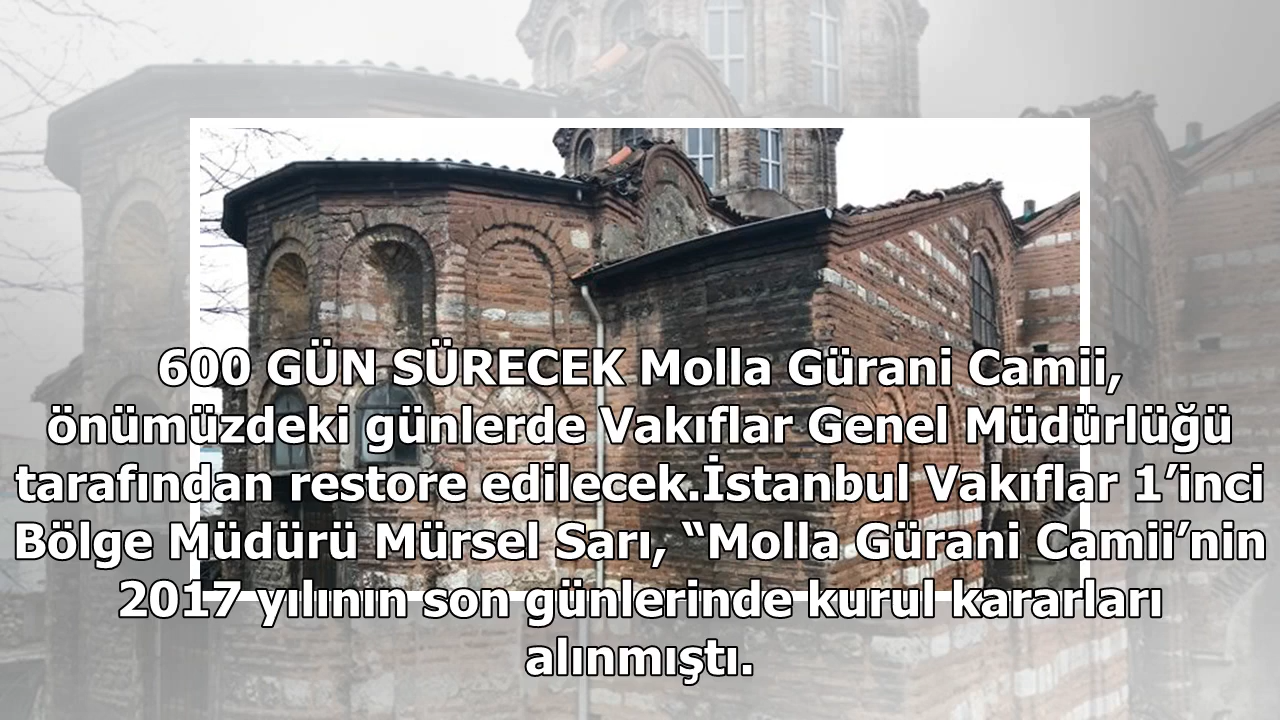 600 GÜN SÜRECEK Molla Gürani Camii,
önümüzdeki günlerde Vakıflar Genel Müdürlüğü
tarafından restore edilecek.İstanbul Vakıflar 1’inci
Bölge Müdürü Mürsel Sarı, “Molla Gürani Camii’nin
2017 yılının son günlerinde kurul kararları
alınmıştı.